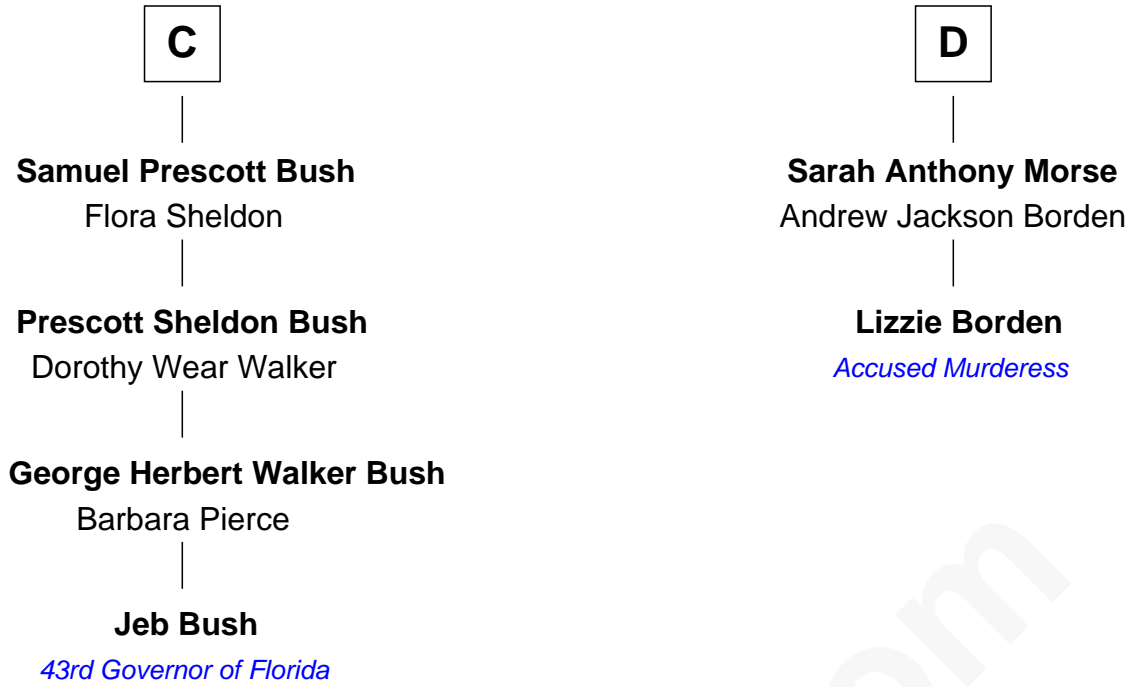 C
Samuel Prescott Bush
Flora Sheldon
Prescott Sheldon Bush
Dorothy Wear Walker
George Herbert Walker Bush
Barbara Pierce
Jeb Bush
43rd Governor of Florida
D
Sarah Anthony Morse
Andrew Jackson Borden
Lizzie Borden
Accused Murderess
om